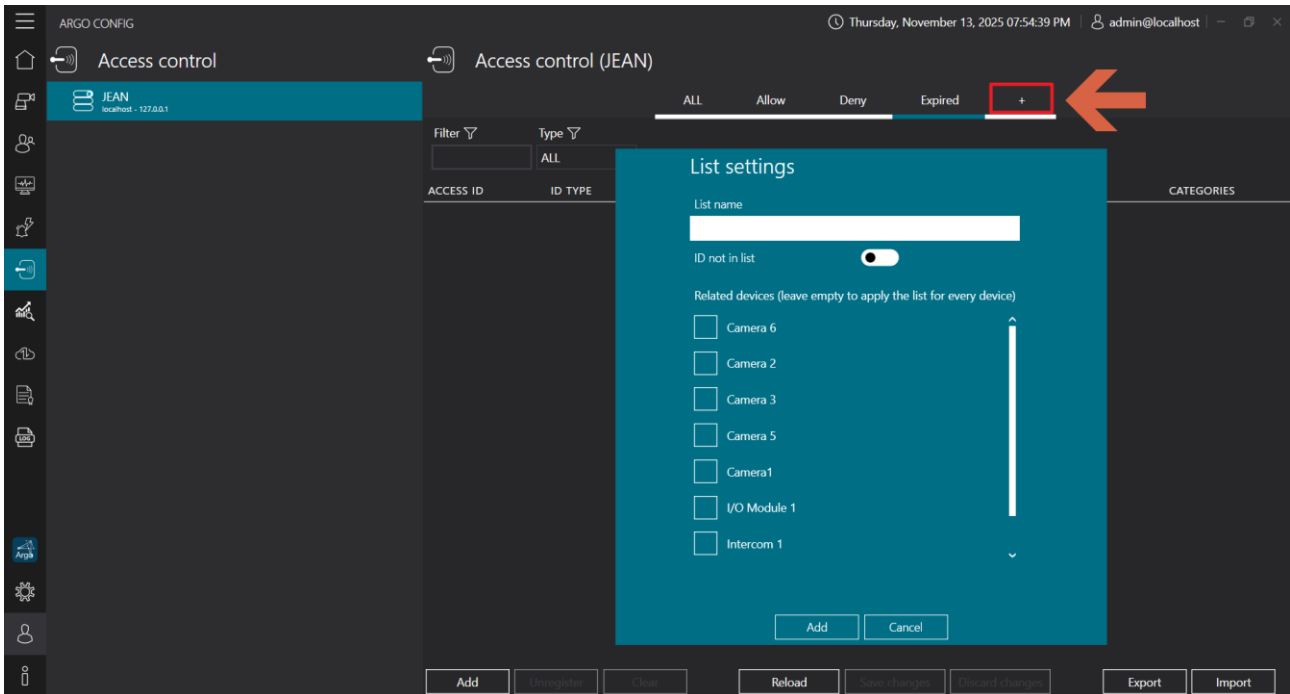 ARGO CONFIG
Thursday, November 13, 2025 07:54:39 PM
admin@localhost
Access control
Access control (JEAN)
JEAN
localhost - 127.0.0.1
ALL Allow Deny Expired +
Filter Type
ALL
ACCESS ID ID TYPE CATEGORIES
List settings
List name
ID not in list
Related devices (leave empty to apply the list for every device)
Camera 6
Camera 2
Camera 3
Camera 5
Camera1
I/O Module 1
Intercom 1
Add Cancel
LOG
Argo
Add Unregister Clear Reload Save changes Discard changes Export Import